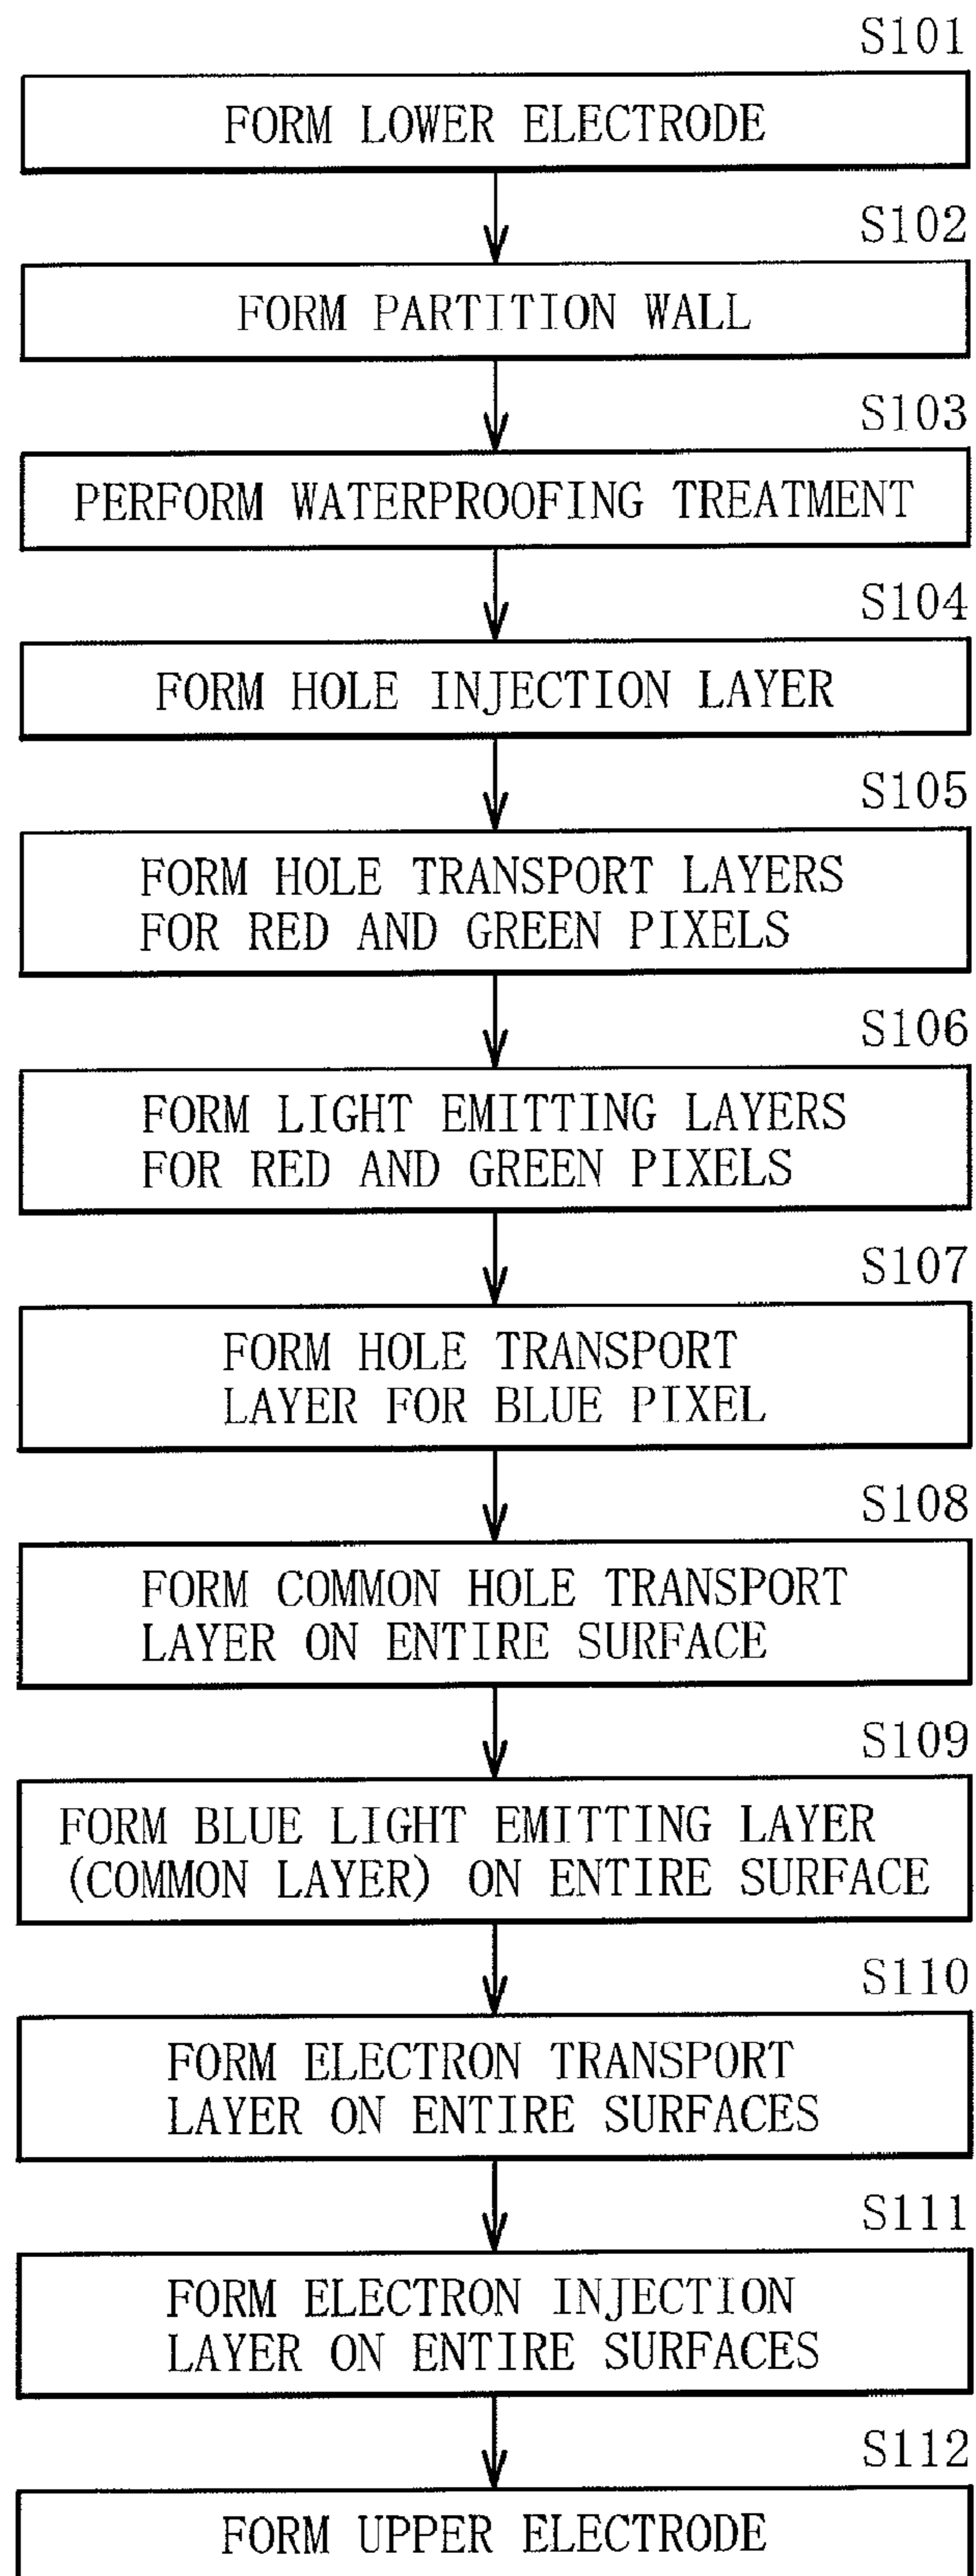 S101
FORM LOWER ELECTRODE
S102
FORM PARTITION WALL
S103
PERFORM WATERPROOFING TREATMENT
S104
FORM HOLE INJECTION LAYER
S105
FORM HOLE TRANSPORT LAYERS
FOR RED AND GREEN PIXELS
S106
FORM LIGHT EMITTING LAYERS
FOR RED AND GREEN PIXELS
S107
FORM HOLE TRANSPORT
LAYER FOR BLUE PIXEL
S108
FORM COMMON HOLE TRANSPORT
LAYER ON ENTIRE SURFACE
S109
FORM BLUE LIGHT EMITTING LAYER
(COMMON LAYER) ON ENTIRE SURFACE
S110
FORM ELECTRON TRANSPORT
LAYER ON ENTIRE SURFACES
S111
FORM ELECTRON INJECTION
LAYER ON ENTIRE SURFACES
S112
FORM UPPER ELECTRODE